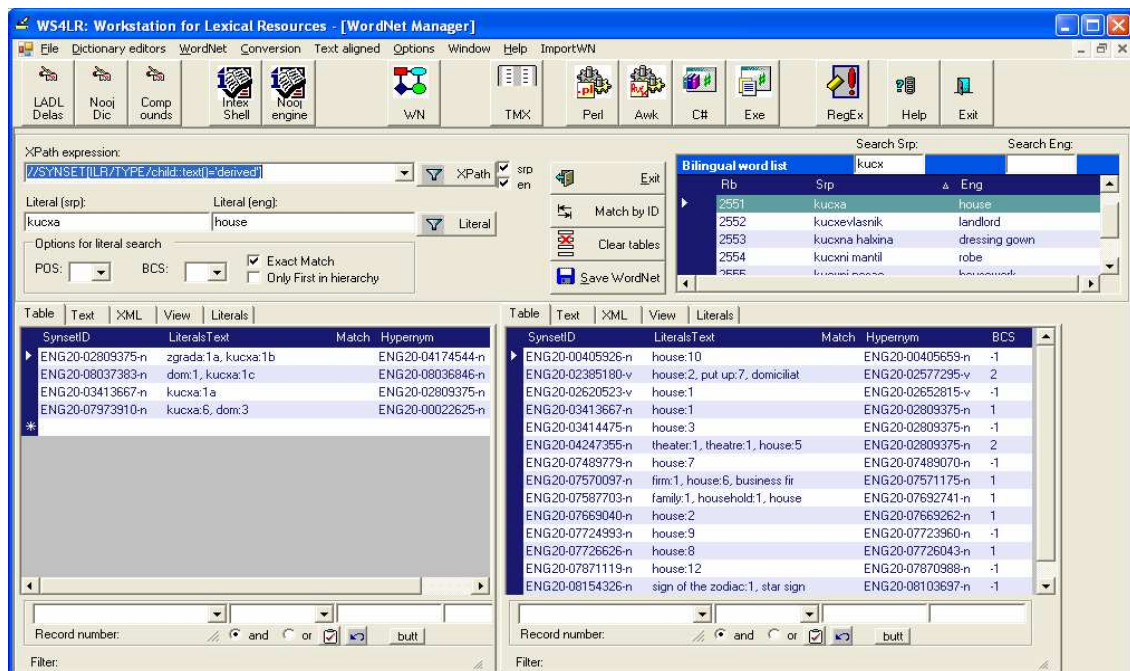 WS4LR: Workstation for Lexical Resources - [WordNet Manager]
File Dictionary editors WordNet Conversion Text aligned Options Window Help ImportWN
LADL Delas
Nooj Dic
Comp ounds
Intex Shell
Nooj engine
WN
TMX
Perl
Awk
C#
Exe
RegEx
Help
Exit
XPath expression:
//SYNSET[ILR/TYPE/child::text()='derived']
XPath
srp
en
Literal (srp): Literal (eng):
kucxa house
Literal
Options for literal search
POS: BCS:
Exact Match
Only First in hierarchy
Exit
Match by ID
Clear tables
Save WordNet
Search Srp: Search Eng:
Bilingual word list kucx
Rb Srp Eng
2551 kucxa house
2552 kucxevlasnik landlord
2553 kucxna halxina dressing gown
2554 kucxni mantil robe
2555 kucxni posao housework
Table Text XML View Literals
SynsetID LiteralsText Match Hypernym
ENG20-02809375-n zgrada:1a, kucxa:1b ENG20-04174544-n
ENG20-08037383-n dom:1, kucxa:1c ENG20-08036846-n
ENG20-03413667-n kucxa:1a ENG20-02809375-n
ENG20-07973910-n kucxa:6, dom:3 ENG20-00022625-n
Record number: and or butt
Filter:
Table Text XML View Literals
SynsetID LiteralsText Match Hypernym BCS
ENG20-00405926-n house:10 ENG20-00405659-n -1
ENG20-02385180-v house:2, put up:7, domiciliat ENG20-02577295-v 2
ENG20-02620523-v house:1 ENG20-02652815-v -1
ENG20-03413667-n house:1 ENG20-02809375-n 1
ENG20-03414475-n house:3 ENG20-02809375-n -1
ENG20-04247355-n theater:1, theatre:1, house:5 ENG20-02809375-n 2
ENG20-07489779-n house:7 ENG20-07489070-n -1
ENG20-07570097-n firm:1, house:6, business fir ENG20-07571175-n 1
ENG20-07587703-n family:1, household:1, house ENG20-07692741-n 1
ENG20-07669040-n house:2 ENG20-07669262-n 1
ENG20-07724993-n house:9 ENG20-07723960-n -1
ENG20-07726626-n house:8 ENG20-07726043-n 1
ENG20-07871119-n house:12 ENG20-07870988-n -1
ENG20-08154326-n sign of the zodiac:1, star sign ENG20-08103697-n -1
Record number: and or butt
Filter: